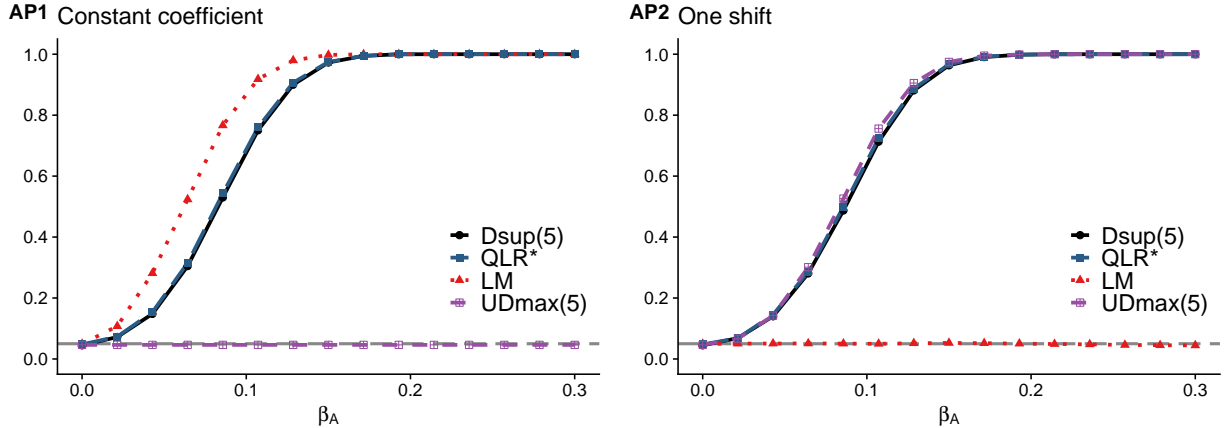 AP1 Constant coefficient
1.0
0.8
0.6
0.4
0.2
0.0
Dsup(5)
QLR*
LM
UDmax(5)
0.0 0.1 0.2 0.3
βA
AP2 One shift
1.0
0.8
0.6
0.4
0.2
0.0
Dsup(5)
QLR*
LM
UDmax(5)
0.0 0.1 0.2 0.3
βA